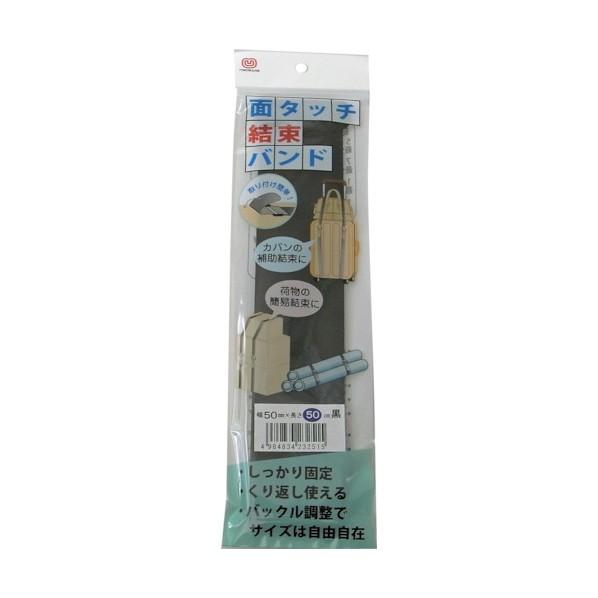 面タッチ
結束
バンド
取り付け簡単!
カバンの
補助結束に
荷物の
簡易結束に
幅50mm×長さ50cm黒
4984834232515
・しっかり固定
・くり返し使える
・バックル調整で
サイズは自由自在